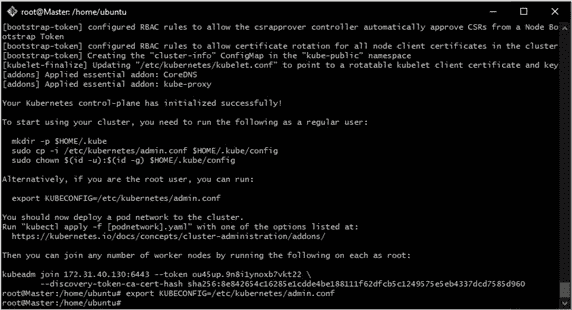 root@Master: /home/ubuntu
[bootstrap-token] configured RBAC rules to allow the csrapprover controller automatically approve CSRs from a Node Bo
otstrap Token
[bootstrap-token] configured RBAC rules to allow certificate rotation for all node client certificates in the cluster
[bootstrap-token] Creating the "cluster-info" ConfigMap in the "kube-public" namespace
[kubelet-finalize] Updating "/etc/kubernetes/kubelet.conf" to point to a rotatable kubelet client certificate and key
[addons] Applied essential addon: CoreDNS
[addons] Applied essential addon: kube-proxy
Your Kubernetes control-plane has initialized successfully!
To start using your cluster, you need to run the following as a regular user:
mkdir -p $HOME/.kube
sudo cp -i /etc/kubernetes/admin.conf $HOME/.kube/config
sudo chown $(id -u):$(id -g) $HOME/.kube/config
Alternatively, if you are the root user, you can run:
export KUBECONFIG=/etc/kubernetes/admin.conf
You should now deploy a pod network to the cluster.
Run "kubectl apply -f [podnetwork].yaml" with one of the options listed at:
https://kubernetes.io/docs/concepts/cluster-administration/addons/
Then you can join any number of worker nodes by running the following on each as root:
kubeadm join 172.31.40.130:6443 --token ou45up.9n8i1ynoxb7vkt22 \
--discovery-token-ca-cert-hash sha256:8e842654c16285e1cdde4be188111f62dfcb5c1249575e5eb4337dcd7585d960
root@Master:/home/ubuntu# export KUBECONFIG=/etc/kubernetes/admin.conf
root@Master:/home/ubuntu#